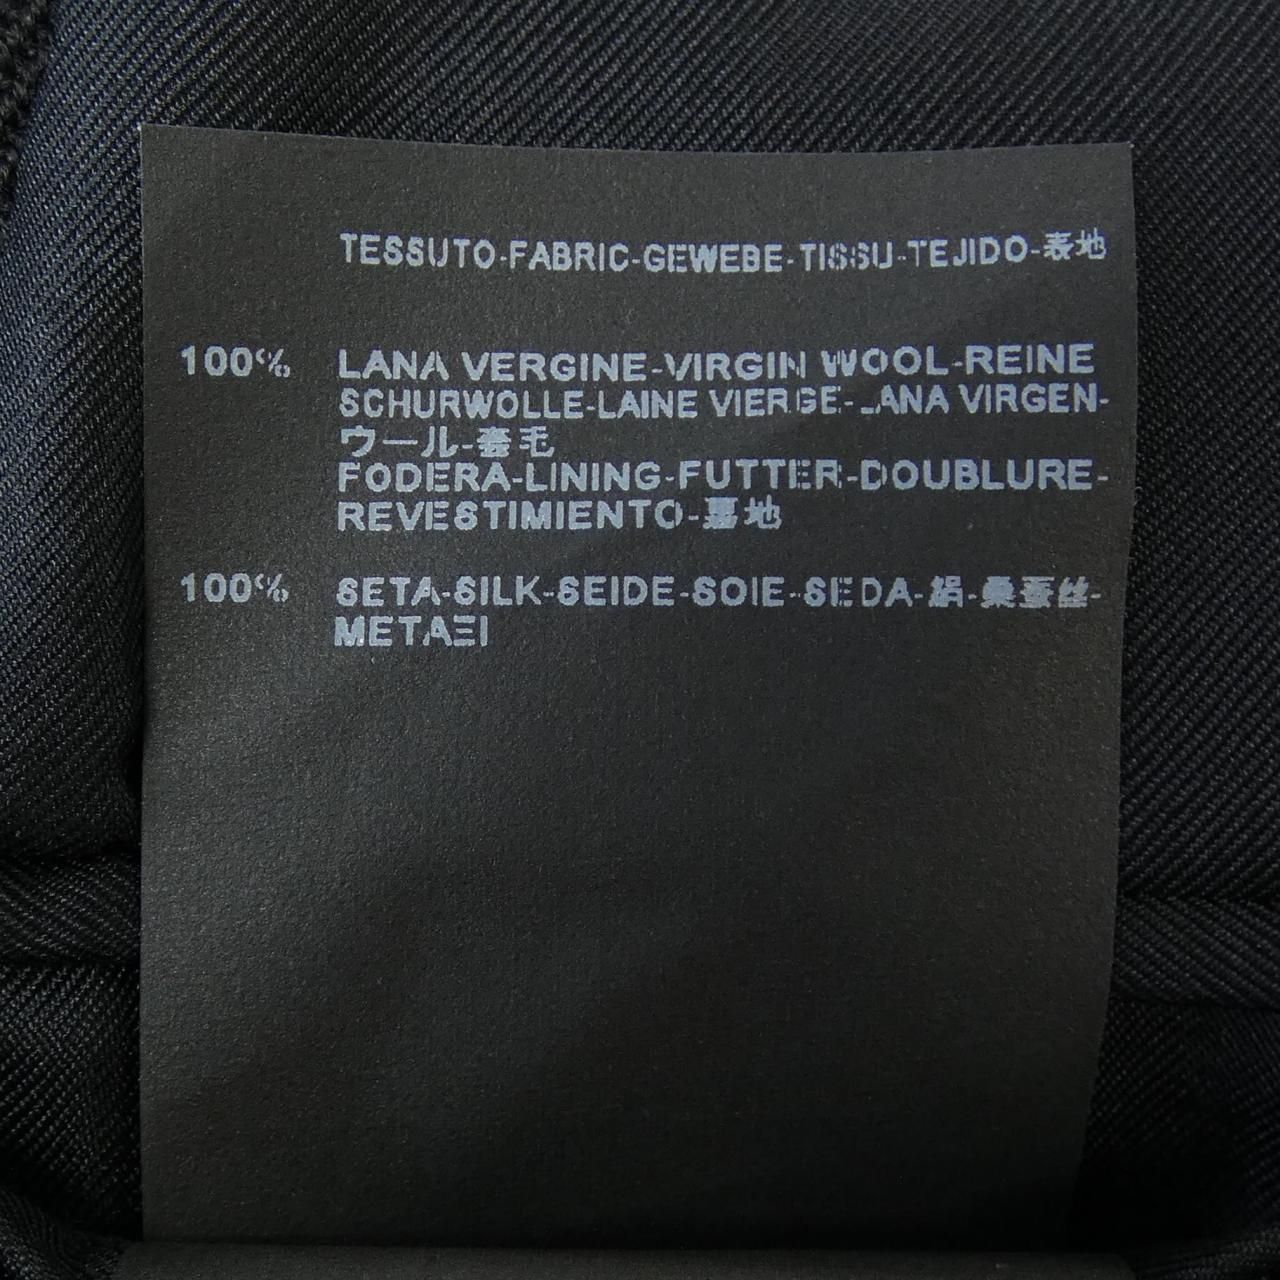 TESSUTO-FABRIC-GEWEBE-TISSU-TEJIDO-表地
100% LANA VERGINE-VIRGIN WOOL-REINE
SCHURWOLLE-LAINE VIERGE-LANA VIRGEN-
ウール-套毛
FODERA-LINING-FUTTER-DOUBLURE-
REVESTIMIENTO-裏地
100% SETA-SILK-SEIDE-SOIE-SEDA-絹-桑蚕丝-
ΜΕΤΑΞΙ